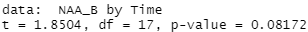 data:  NAA_B by Time
t = 1.8504, df = 17, p-value = 0.08172